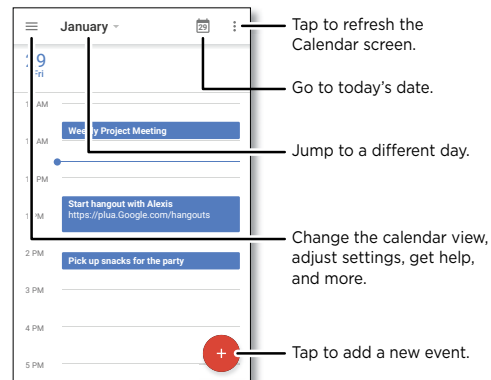 January
29
29
Fri
AM
Weekly Project Meeting
AM
PM
Start hangout with Alexis
https://plua.Google.com/hangouts
1 PM
2 PM
Pick up snacks for the party
3 PM
4 PM
5 PM
+
Tap to refresh the
Calendar screen.
Go to today's date.
Jump to a different day.
Change the calendar view,
adjust settings, get help,
and more.
Tap to add a new event.